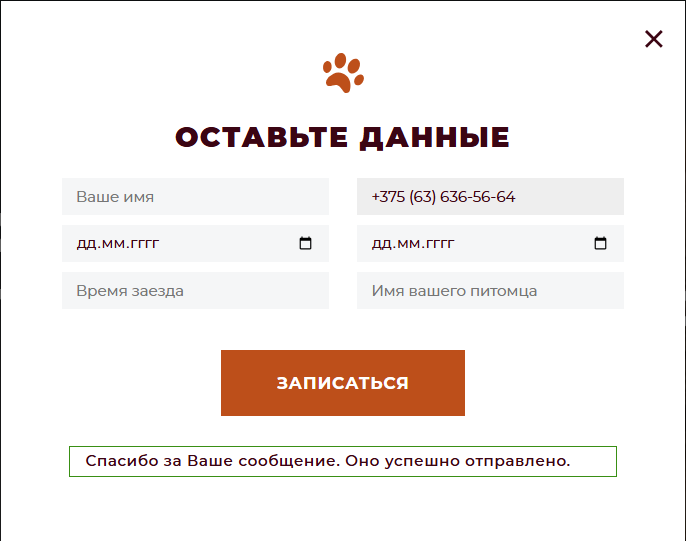 ОСТАВЬТЕ ДАННЫЕ
Ваше имя
+375 (63) 636-56-64
дд.мм.гггг
дд.мм.гггг
Время заезда
Имя вашего питомца
ЗАПИСАТЬСЯ
Спасибо за Ваше сообщение. Оно успешно отправлено.